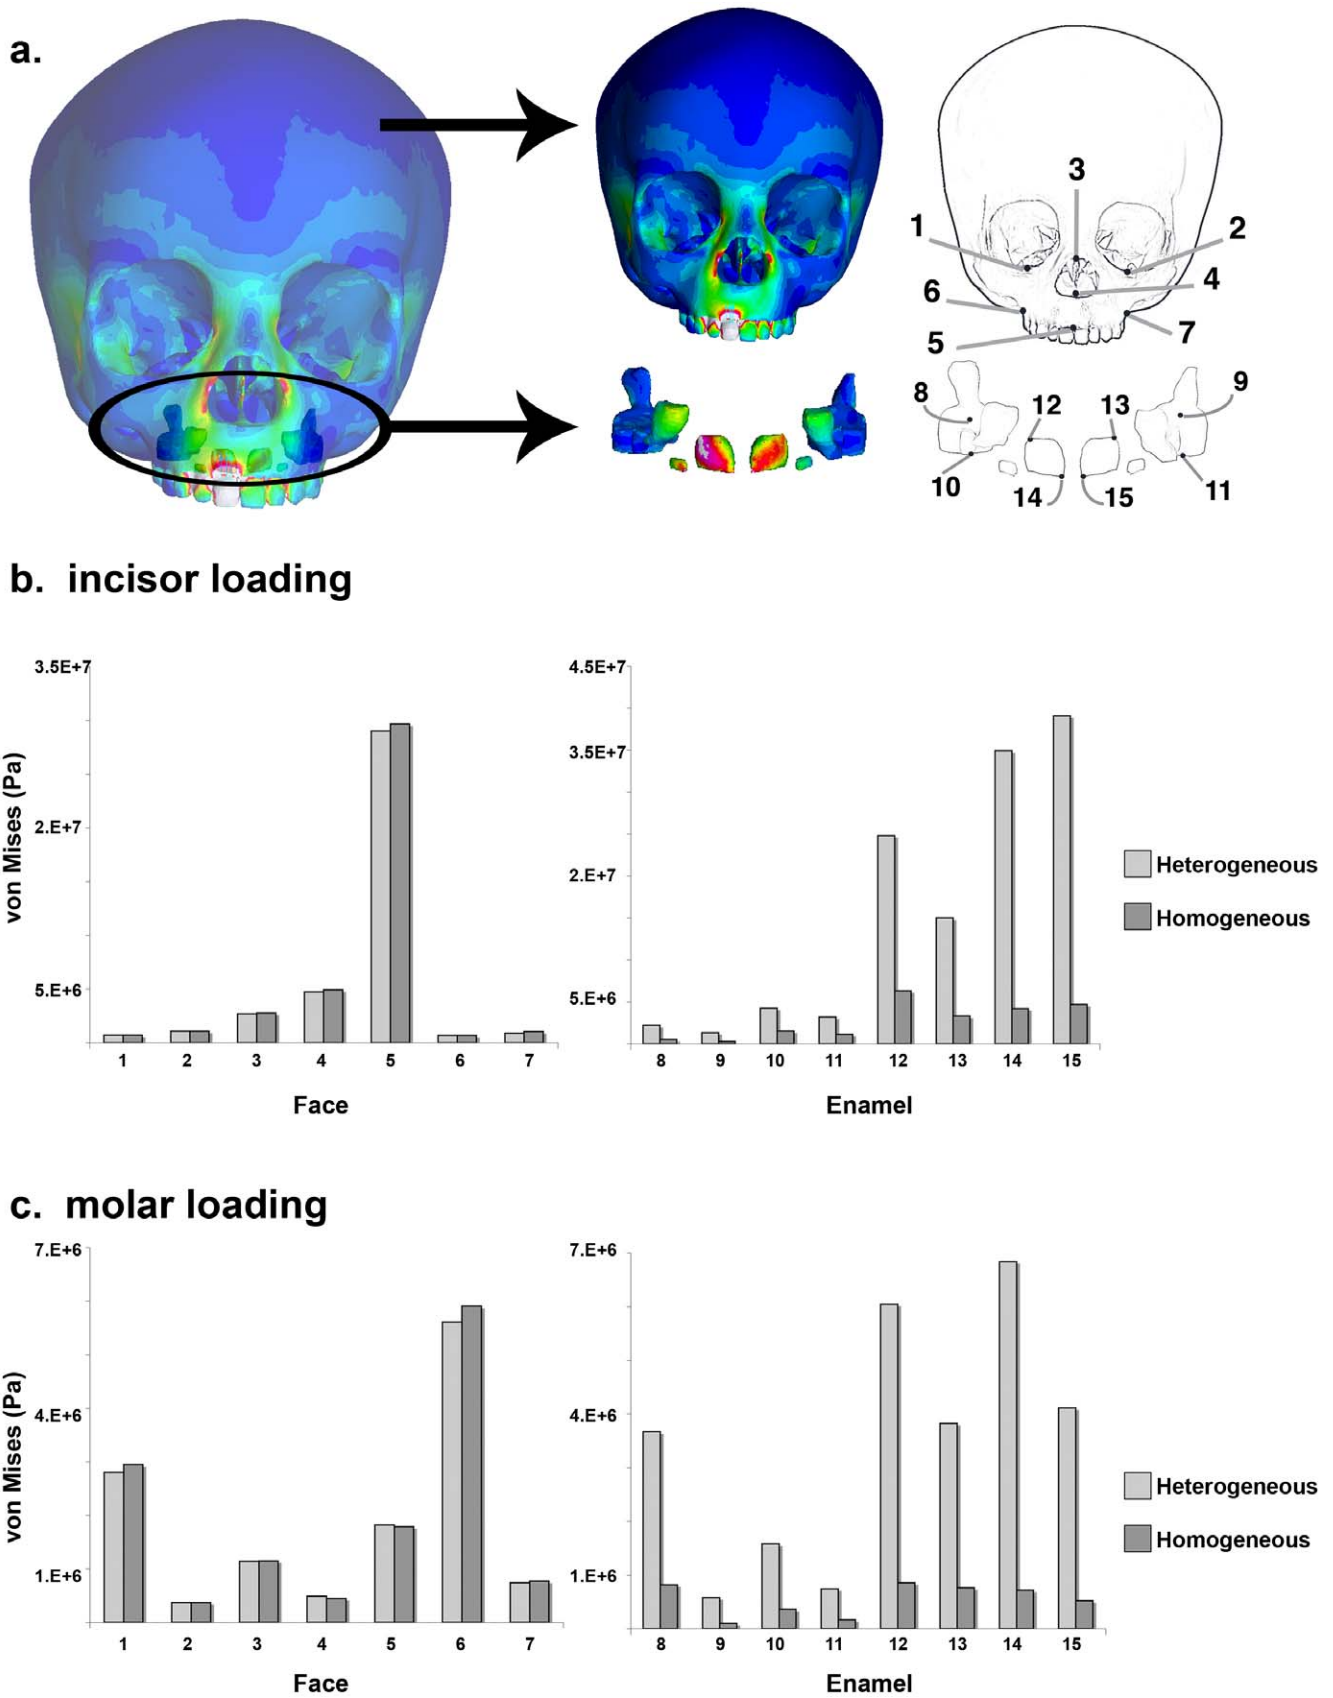 a.
3
1
2
4
6
7
5
8
9
12
13
10
11
14
15
b. incisor loading
von Mises (Pa)
3.5E+7
2.E+7
5.E+6
1 2 3 4 5 6 7
Face
4.5E+7
3.5E+7
2.E+7
5.E+6
8 9 10 11 12 13 14 15
Enamel
Heterogeneous
Homogeneous
c. molar loading
von Mises (Pa)
7.E+6
4.E+6
1.E+6
1 2 3 4 5 6 7
Face
7.E+6
4.E+6
1.E+6
8 9 10 11 12 13 14 15
Enamel
Heterogeneous
Homogeneous